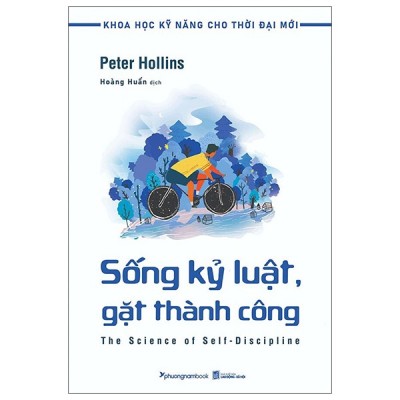 KHOA HỌC KỸ NĂNG CHO THỜI ĐẠI MỚI
Peter Hollins
Hoàng Huấn dịch
Sống kỷ luật,
gặt thành công
The Science of Self-Discipline
phuongnambook